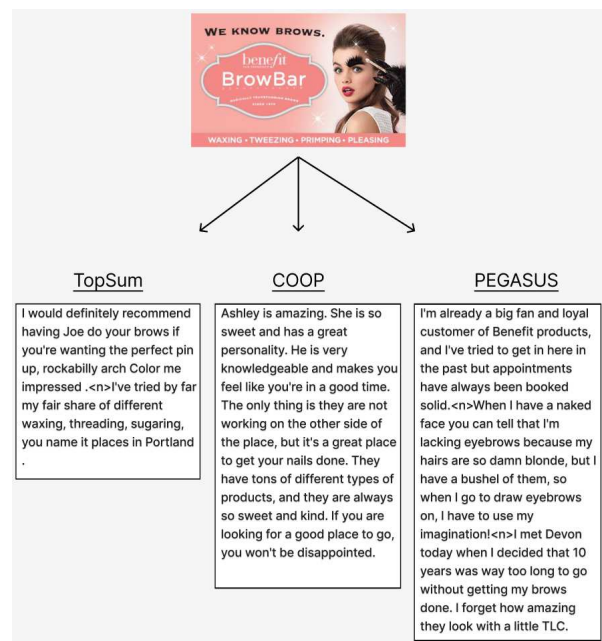 WE KNOW BROWS.
benefit
BrowBar
SINCE 1976
WAXING • TWEEZING • PRIMPING • PLEASING
TopSum
I would definitely recommend
having Joe do your brows if
you're wanting the perfect pin
up, rockabilly arch Color me
impressed .<n>I've tried by far
my fair share of different
waxing, threading, sugaring,
you name it places in Portland
.
COOP
Ashley is amazing. She is so
sweet and has a great
personality. He is very
knowledgeable and makes you
feel like you're in a good time.
The only thing is they are not
working on the other side of
the place, but it's a great place
to get your nails done. They
have tons of different types of
products, and they are always
so sweet and kind. If you are
looking for a good place to go,
you won't be disappointed.
PEGASUS
I'm already a big fan and loyal
customer of Benefit products,
and I've tried to get in here in
the past but appointments
have always been booked
solid.<n>When I have a naked
face you can tell that I'm
lacking eyebrows because my
hairs are so damn blonde, but I
have a bushel of them, so
when I go to draw eyebrows
on, I have to use my
imagination!<n>I met Devon
today when I decided that 10
years was way too long to go
without getting my brows
done. I forget how amazing
they look with a little TLC.